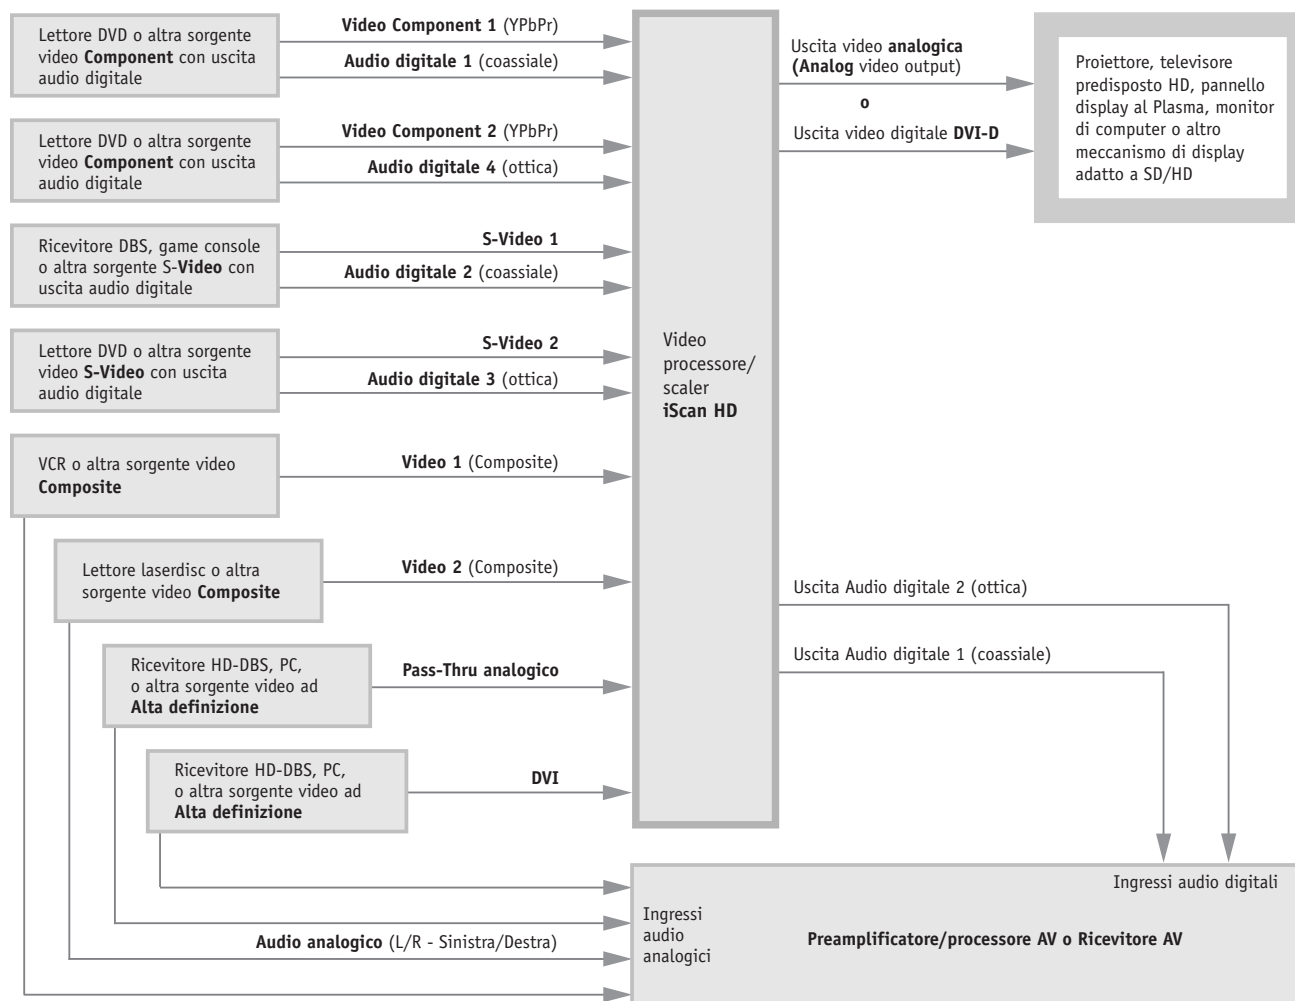 Lettore DVD o altra sorgente
video Component con uscita
audio digitale
Video Component 1 (YPbPr)
Audio digitale 1 (coassiale)
Lettore DVD o altra sorgente
video Component con uscita
audio digitale
Video Component 2 (YPbPr)
Audio digitale 4 (ottica)
Ricevitore DBS, game console
o altra sorgente S-Video con
uscita audio digitale
S-Video 1
Audio digitale 2 (coassiale)
Lettore DVD o altra sorgente
video S-Video con uscita
audio digitale
S-Video 2
Audio digitale 3 (ottica)
VCR o altra sorgente video
Composite
Video 1 (Composite)
Lettore laserdisc o altra
sorgente video Composite
Video 2 (Composite)
Ricevitore HD-DBS, PC,
o altra sorgente video ad
Alta definizione
Pass-Thru analogico
Ricevitore HD-DBS, PC,
o altra sorgente video ad
Alta definizione
DVI
Video
processore/
scaler
iScan HD
Uscita video analogica
(Analog video output)
o
Uscita video digitale DVI-D
Proiettore, televisore
predisposto HD, pannello
display al Plasma, monitor
di computer o altro
meccanismo di display
adatto a SD/HD
Uscita Audio digitale 2 (ottica)
Uscita Audio digitale 1 (coassiale)
Ingressi audio digitali
Audio analogico (L/R - Sinistra/Destra)
Ingressi
audio
analogici
Preamplificatore/processore AV o Ricevitore AV